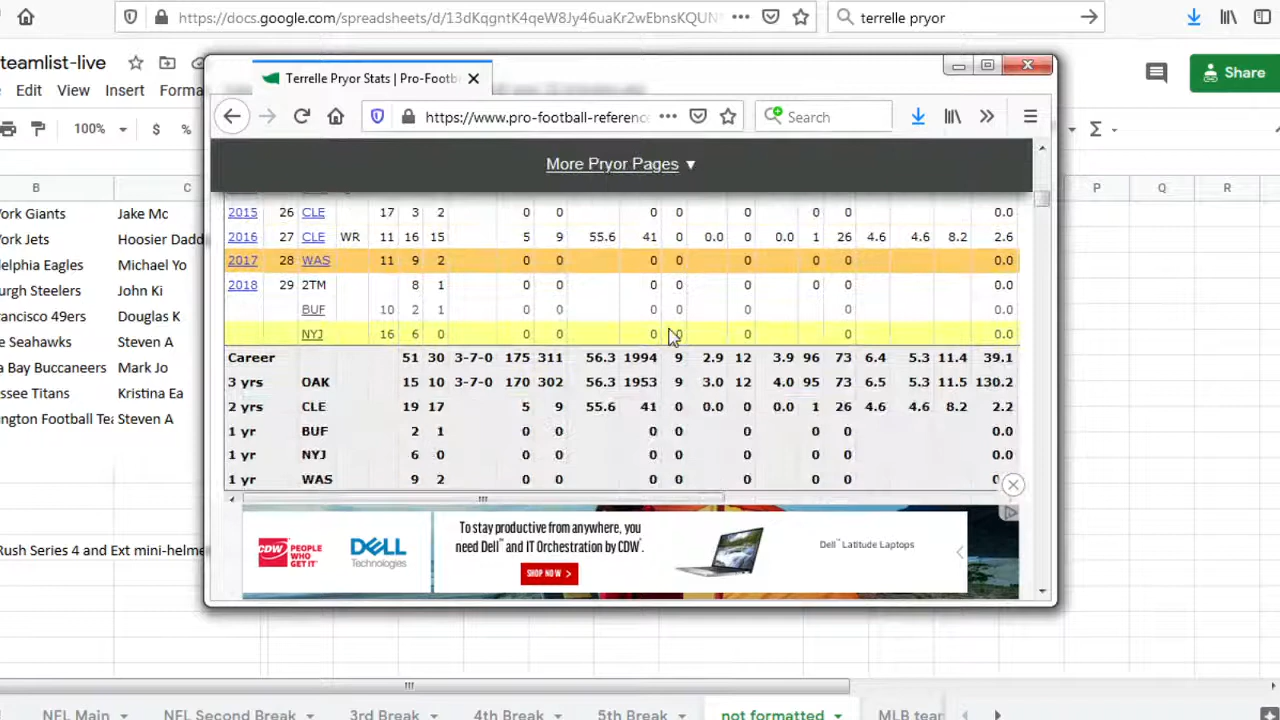 https://docs.google.com/spreadsheets/d/13dKqgntK4qeW8Jy46uaKr2wEbnsKQUN
terrelle pryor
teamlist-live
Edit View Insert Forma
Share
100% $ %
Terrelle Pryor Stats | Pro-Footb
https://www.pro-football-referenc
Search
More Pryor Pages ▼
B C P Q R
2015 26 CLE 17 3 2 0 0 0 0 0 0 0 0.0
2016 27 CLE WR 11 16 15 5 9 55.6 41 0 0.0 0 0.0 1 26 4.6 4.6 8.2 2.6
2017 28 WAS 11 9 2 0 0 0 0 0 0 0 0.0
2018 29 2TM 8 1 0 0 0 0 0 0 0 0.0
BUF 10 2 1 0 0 0 0 0 0 0 0.0
NYJ 16 6 0 0 0 0 0 0 0 0 0.0
Career 51 30 3-7-0 175 311 56.3 1994 9 2.9 12 3.9 96 73 6.4 5.3 11.4 39.1
3 yrs OAK 15 10 3-7-0 170 302 56.3 1953 9 3.0 12 4.0 95 73 6.5 5.3 11.5 130.2
2 yrs CLE 19 17 5 9 55.6 41 0 0.0 0 0.0 1 26 4.6 4.6 8.2 2.2
1 yr BUF 2 1 0 0 0 0 0 0 0 0.0
1 yr NYJ 6 0 0 0 0 0 0 0 0 0.0
1 yr WAS 9 2 0 0 0 0 0 0 0
ork Giants Jake Mc
ork Jets Hoosier Dadd
delphia Eagles Michael Yo
urgh Steelers John Ki
ancisco 49ers Douglas K
e Seahawks Steven A
a Bay Buccaneers Mark Jo
ssee Titans Kristina Ea
ngton Football Tea Steven A
Rush Series 4 and Ext mini-helme
CDW PEOPLE WHO GET IT
DELL Technologies
To stay productive from anywhere, you
need Dell™ and IT Orchestration by CDW.
SHOP NOW >
Dell™ Latitude Laptops
NFL Main NFL Second Break 3rd Break 4th Break 5th Break not formatted MLB tear